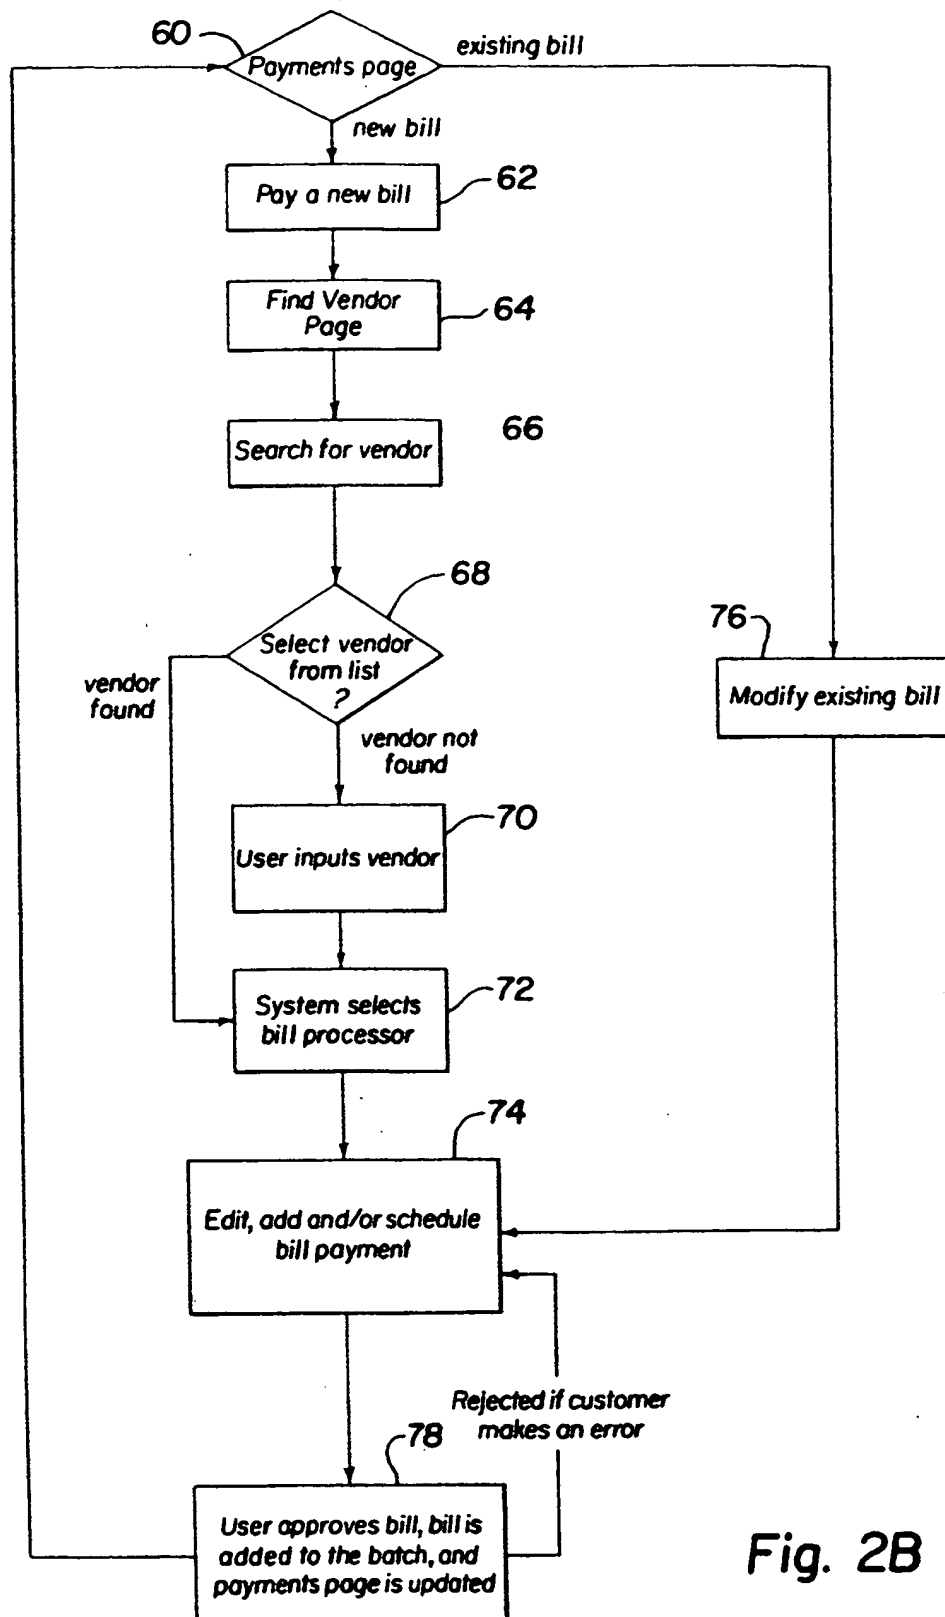 60
Payments page
existing bill
new bill
Pay a new bill
62
Find Vendor
Page
64
Search for vendor
66
68
Select vendor
from list
?
vendor
found
vendor not
found
76
Modify existing bill
70
User inputs vendor
72
System selects
bill processor
74
Edit, add and/or schedule
bill payment
Rejected if customer
makes an error
78
User approves bill, bill is
added to the batch, and
payments page is updated
Fig. 2B